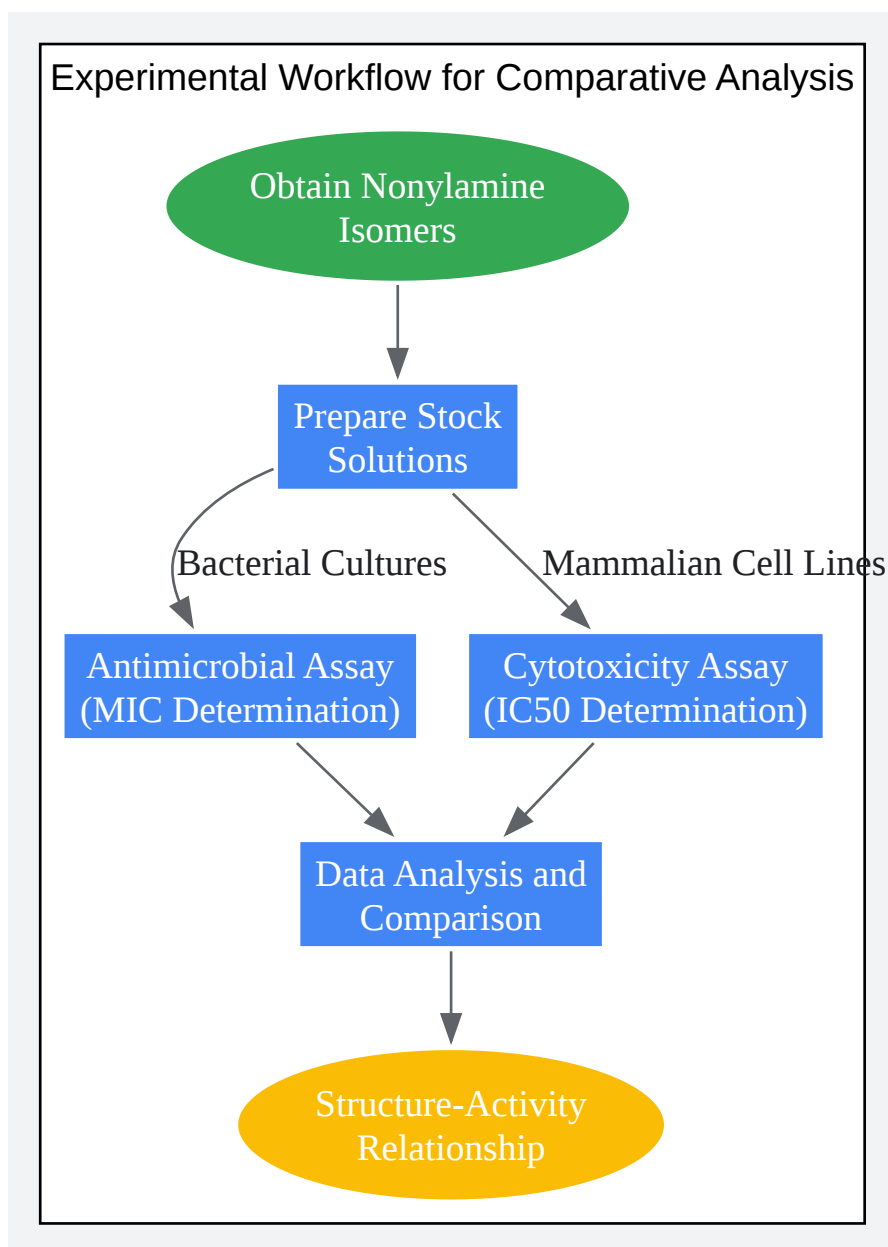 Experimental Workflow for Comparative Analysis
Obtain Nonylamine
Isomers
Prepare Stock
Solutions
Bacterial Cultures
Mammalian Cell Lines
Antimicrobial Assay
(MIC Determination)
Cytotoxicity Assay
(IC50 Determination)
Data Analysis and
Comparison
Structure-Activity
Relationship